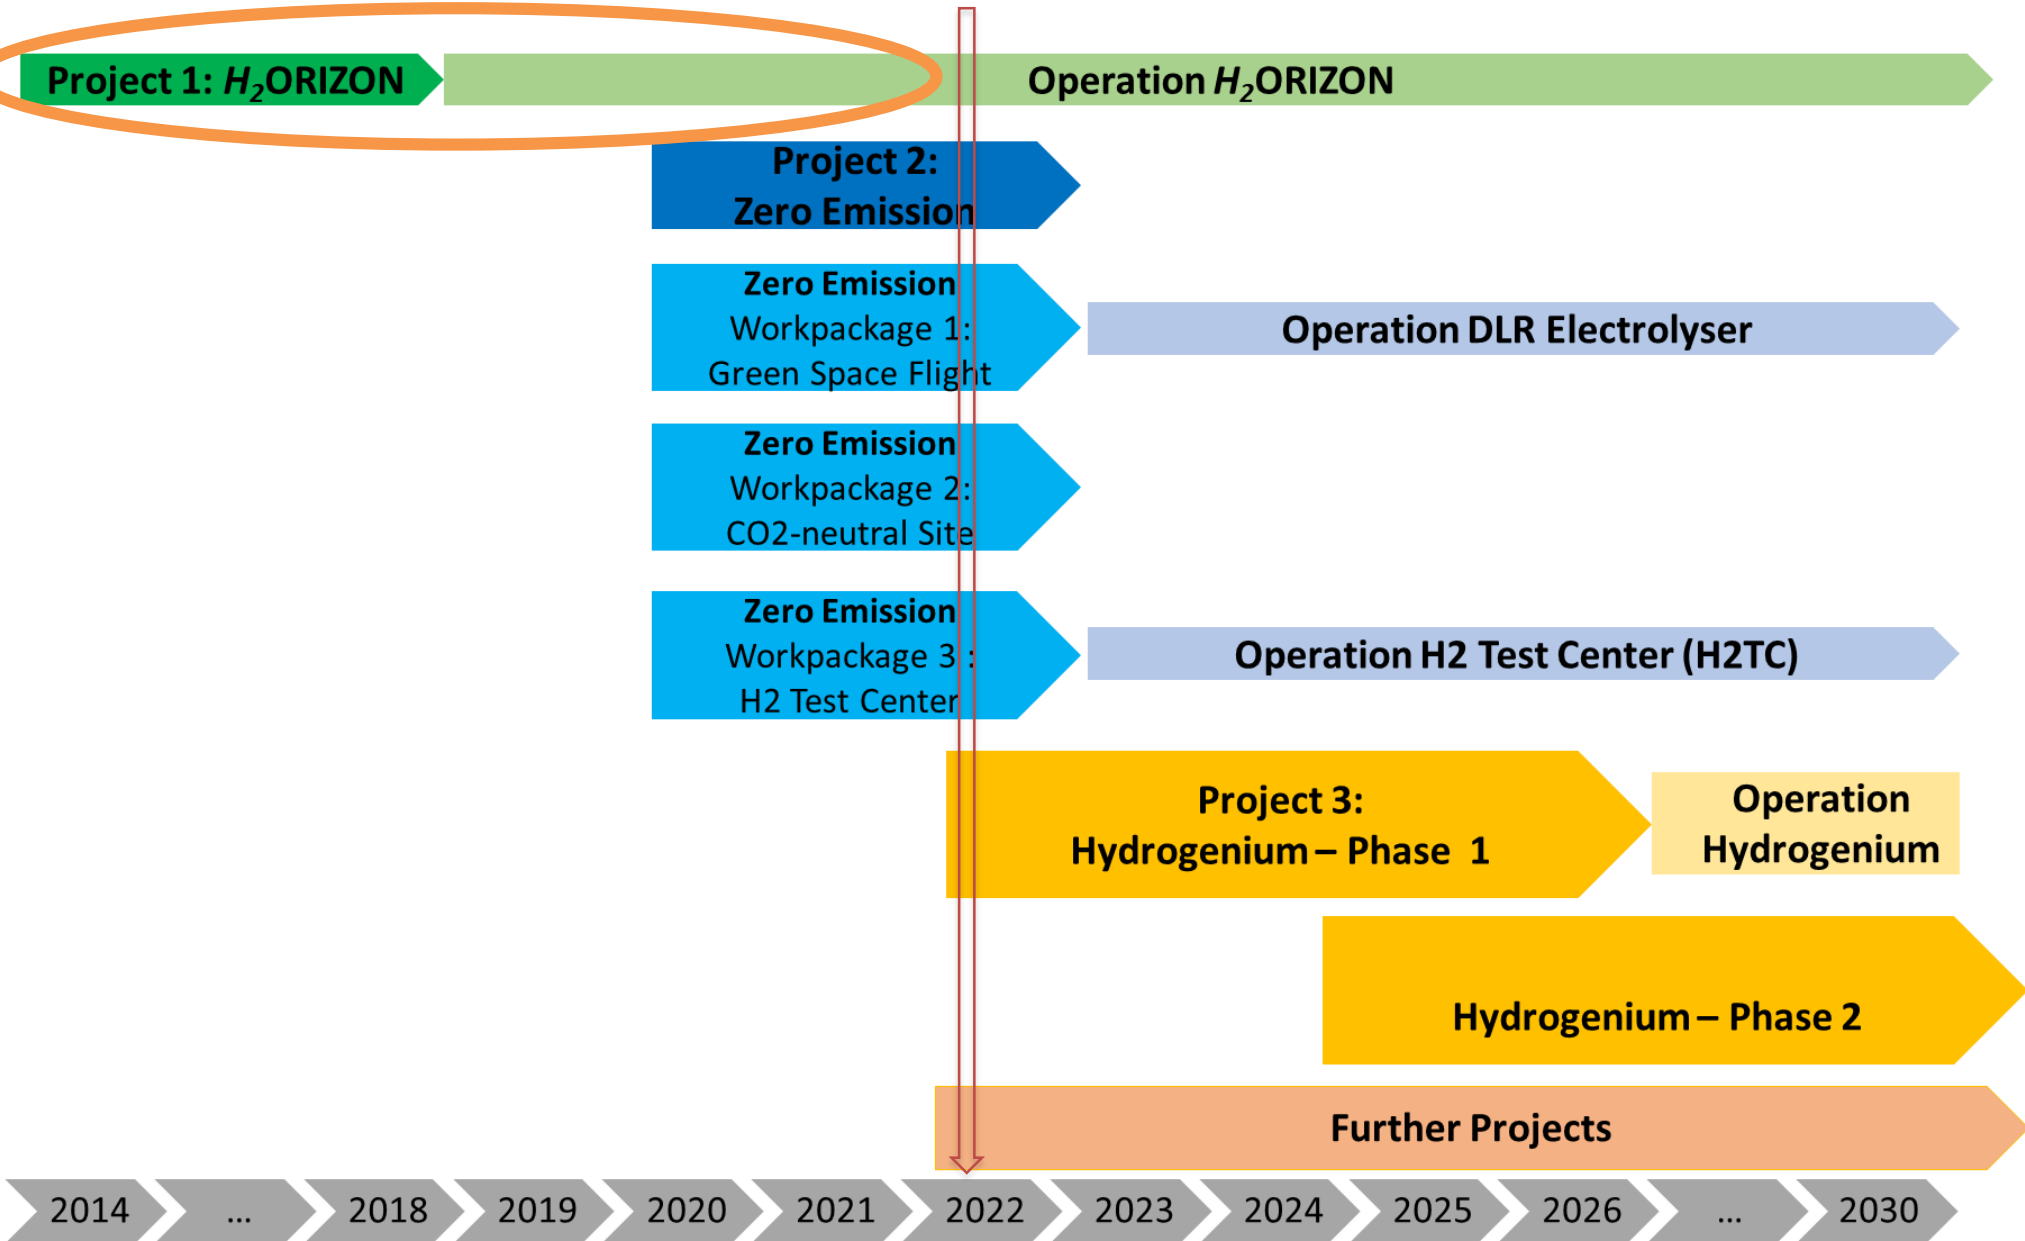 Project 1: H₂ORIZON
Operation H₂ORIZON
Project 2:
Zero Emission
Zero Emission
Workpackage 1:
Green Space Flight
Operation DLR Electrolyser
Zero Emission
Workpackage 2:
CO2-neutral Site
Zero Emission
Workpackage 3 :
H2 Test Center
Operation H2 Test Center (H2TC)
Project 3:
Hydrogenium – Phase 1
Operation
Hydrogenium
Hydrogenium – Phase 2
Further Projects
2014 ... 2018 2019 2020 2021 2022 2023 2024 2025 2026 ... 2030